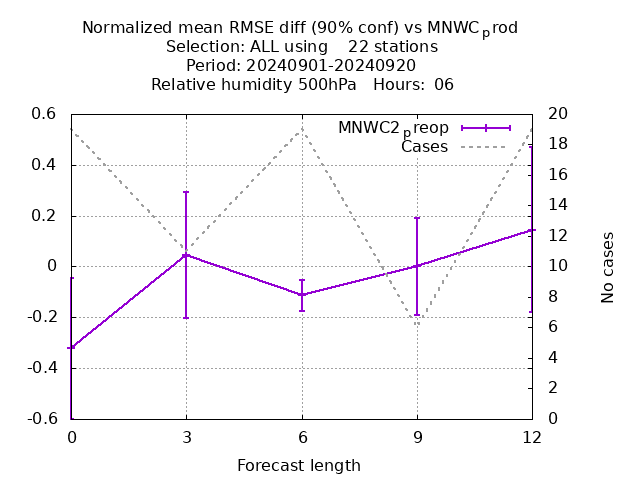 Normalized mean RMSE diff (90% conf) vs MNWC_prod
Selection: ALL using    22 stations
Period: 20240901-20240920
Relative humidity 500hPa   Hours:  06
MNWC2_preop
Cases
0.6
0.4
0.2
0
-0.2
-0.4
-0.6
20
18
16
14
12
10
8
6
4
2
0
No cases
0 3 6 9 12
Forecast length